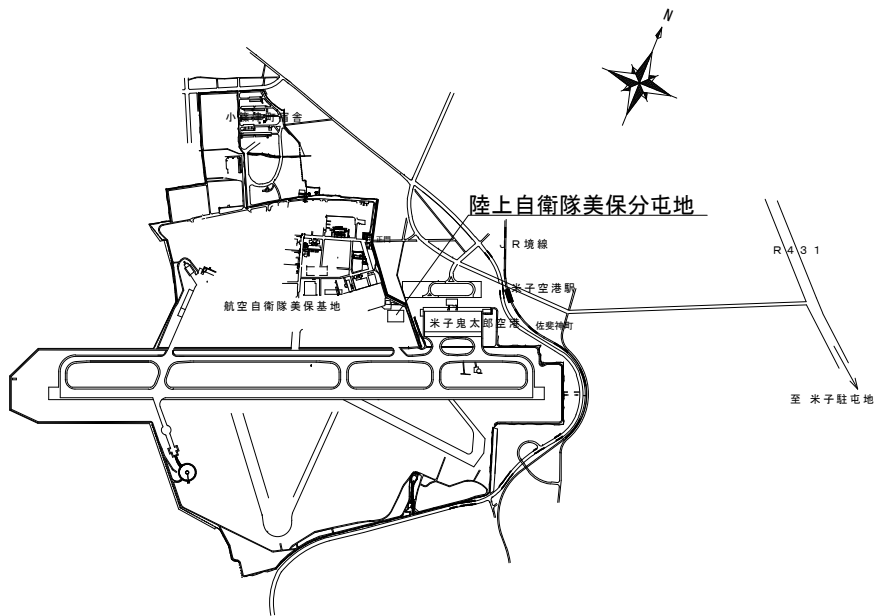 N
小篠津町宿舎
陸上自衛隊美保分屯地
正門
JR境線
R431
米子空港駅
航空自衛隊美保基地
米子鬼太郎空港
佐斐神町
至 米子駐屯地